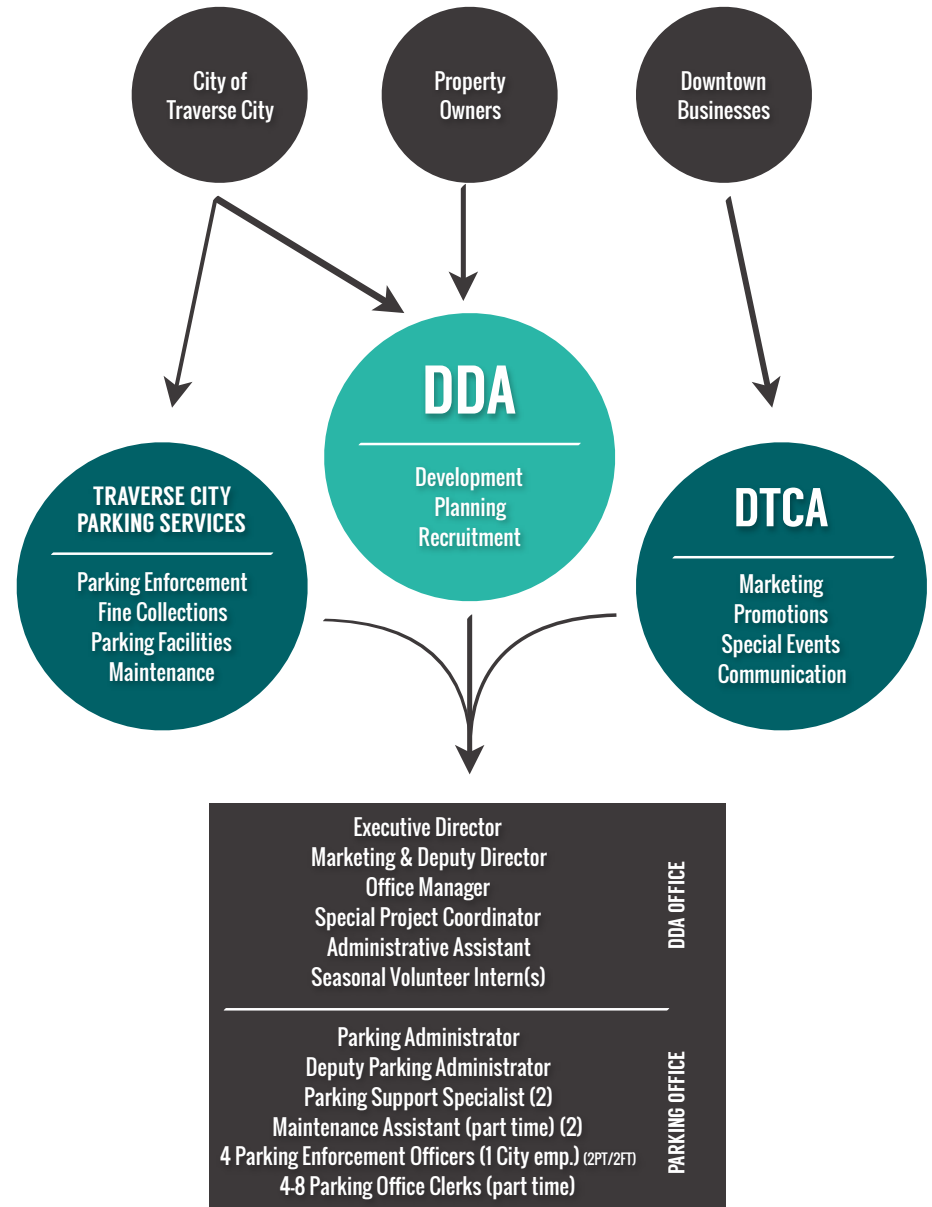 City of
Traverse City
Property
Owners
Downtown
Businesses
DDA
Development
Planning
Recruitment
TRAVERSE CITY
PARKING SERVICES
Parking Enforcement
Fine Collections
Parking Facilities
Maintenance
DTCA
Marketing
Promotions
Special Events
Communication
Executive Director
Marketing & Deputy Director
Office Manager
Special Project Coordinator
Administrative Assistant
Seasonal Volunteer Intern(s)
DDA OFFICE
Parking Administrator
Deputy Parking Administrator
Parking Support Specialist (2)
Maintenance Assistant (part time) (2)
4 Parking Enforcement Officers (1 City emp.) (2PT/2FT)
4-8 Parking Office Clerks (part time)
PARKING OFFICE